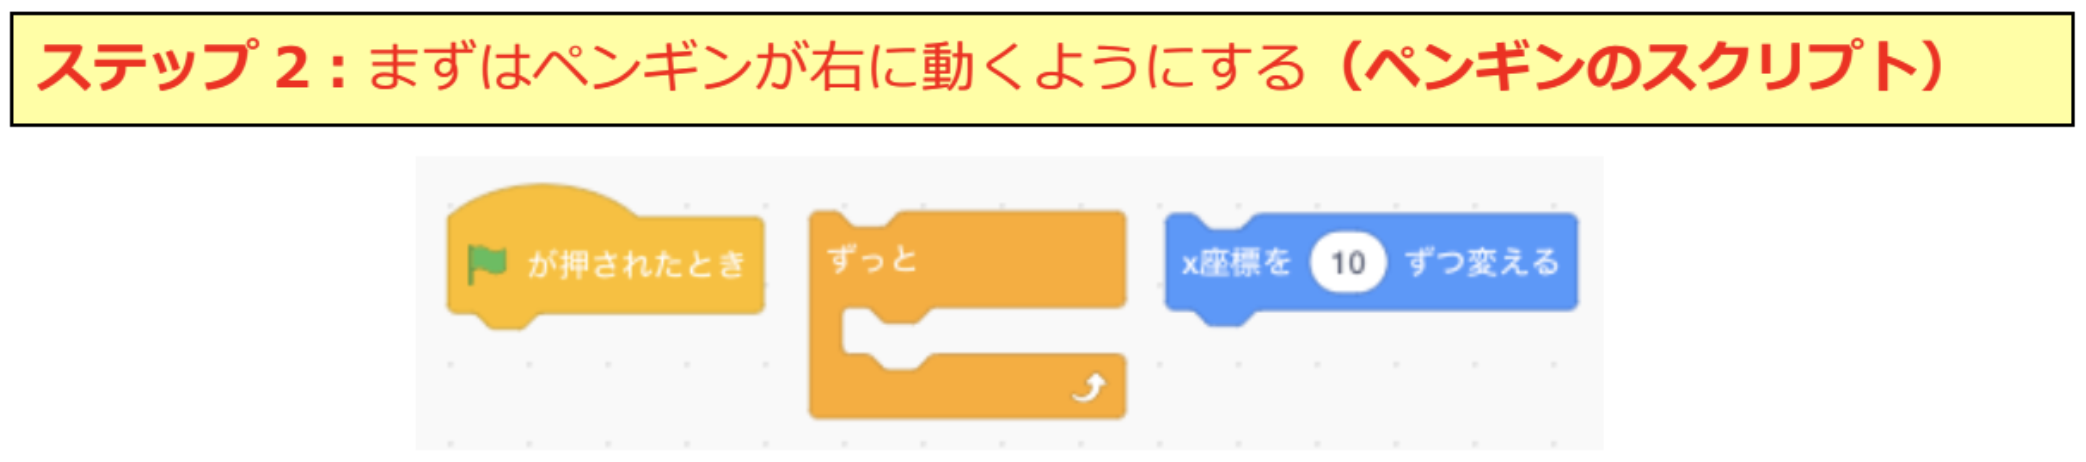 ステップ 2：まずはペンギンが右に動くようにする（ペンギンのスクリプト）
が押されたとき
ずっと
x座標を 10 ずつ変える